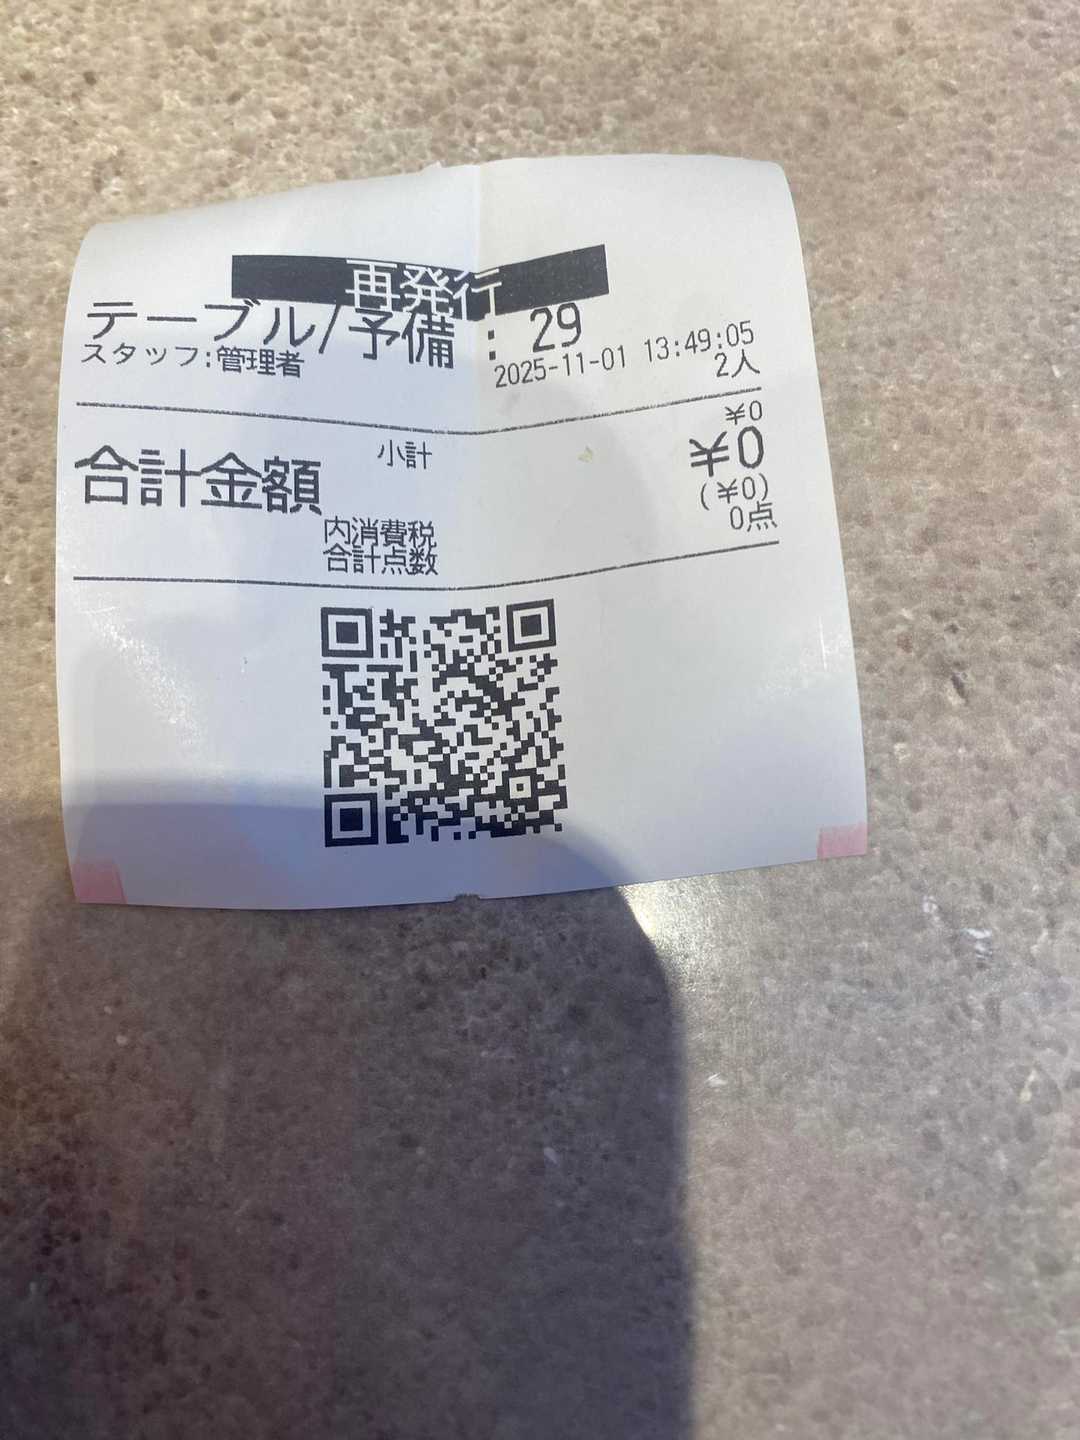 再発行
テーブル/予備 : 29
スタッフ:管理者 2025-11-01 13:49:05
2人
小計 ¥0
合計金額 ¥0
内消費税 (¥0)
合計点数 0点